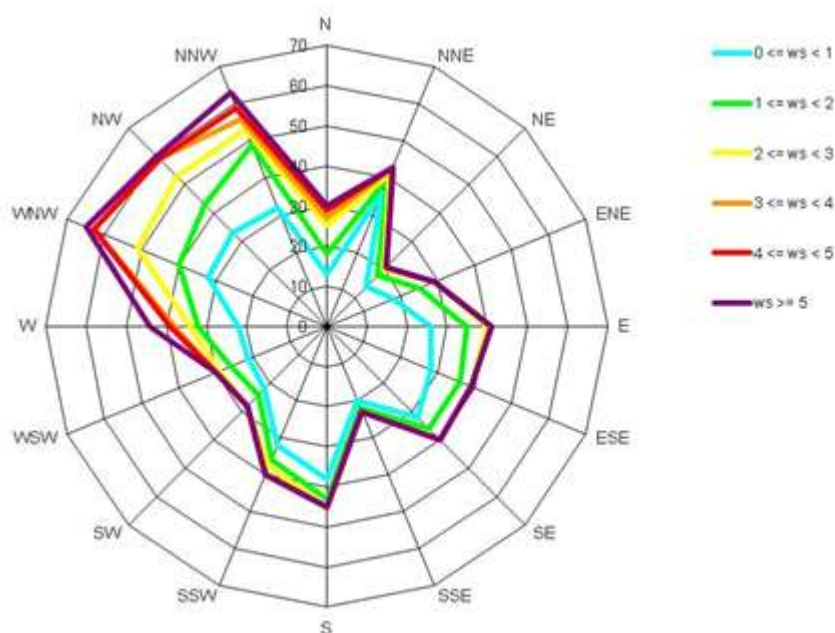 N
NNE
NE
ENE
E
ESE
SE
SSE
S
SSW
SW
WSW
W
WNW
NW
NNW
70
60
50
40
30
20
10
0
0 <= ws < 1
1 <= ws < 2
2 <= ws < 3
3 <= ws < 4
4 <= ws < 5
ws >= 5